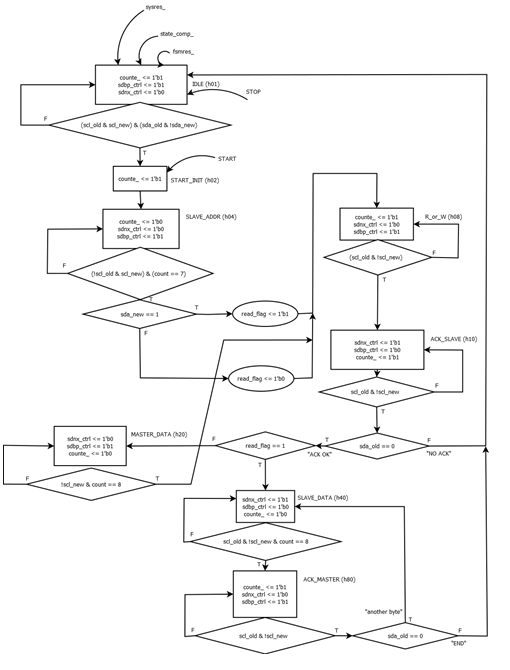 sysres_
state_comp_
fsmres_
counte_ <= 1'b1
sdbp_ctrl <= 1'b1
sdnx_ctrl <= 1'b0
IDLE (h01)
STOP
F
(scl_old & scl_new) & (sda_old & !sda_new)
T
START
counte_ <= 1'b1
START_INIT (h02)
counte_ <= 1'b0
sdnx_ctrl <= 1'b0
sdbp_ctrl <= 1'b1
SLAVE_ADDR (h04)
F
(!scl_old & scl_new) & (count == 7)
T
sda_new == 1
T
read_flag <= 1'b1
F
read_flag <= 1'b0
counte_ <= 1'b1
sdnx_ctrl <= 1'b0
sdbp_ctrl <= 1'b1
R_or_W (h08)
(scl_old & !scl_new)
F
T
sdnx_ctrl <= 1'b1
sdbp_ctrl <= 1'b0
counte_ <= 1'b1
ACK_SLAVE (h10)
scl_old & !scl_new
F
T
sda_old == 0
F
"NO ACK"
T
"ACK OK"
read_flag == 1
F
T
MASTER_DATA (h20)
sdnx_ctrl <= 1'b0
sdbp_ctrl <= 1'b1
counte_ <= 1'b0
F
!scl_new & count == 8
T
SLAVE_DATA (h40)
sdnx_ctrl <= 1'b1
sdbp_ctrl <= 1'b0
counte_ <= 1'b0
F
scl_old & !scl_new & count == 8
T
ACK_MASTER (h80)
counte_ <= 1'b1
sdnx_ctrl <= 1'b0
sdbp_ctrl <= 1'b1
F
scl_old & !scl_new
T
"another byte"
T
sda_old == 0
F
"END"